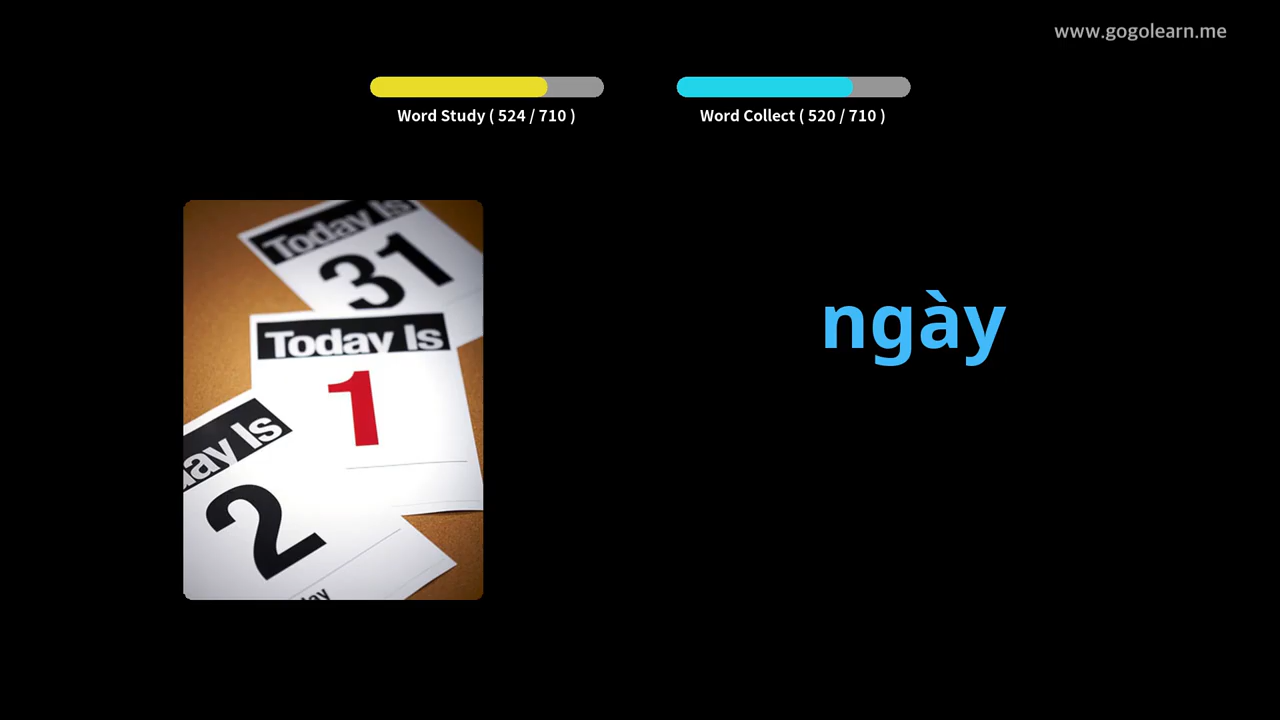 www.gogolearn.me
Word Study ( 524 / 710 )
Word Collect ( 520 / 710 )
Today Is
31
Today Is
1
ay Is
2
ay
ngày